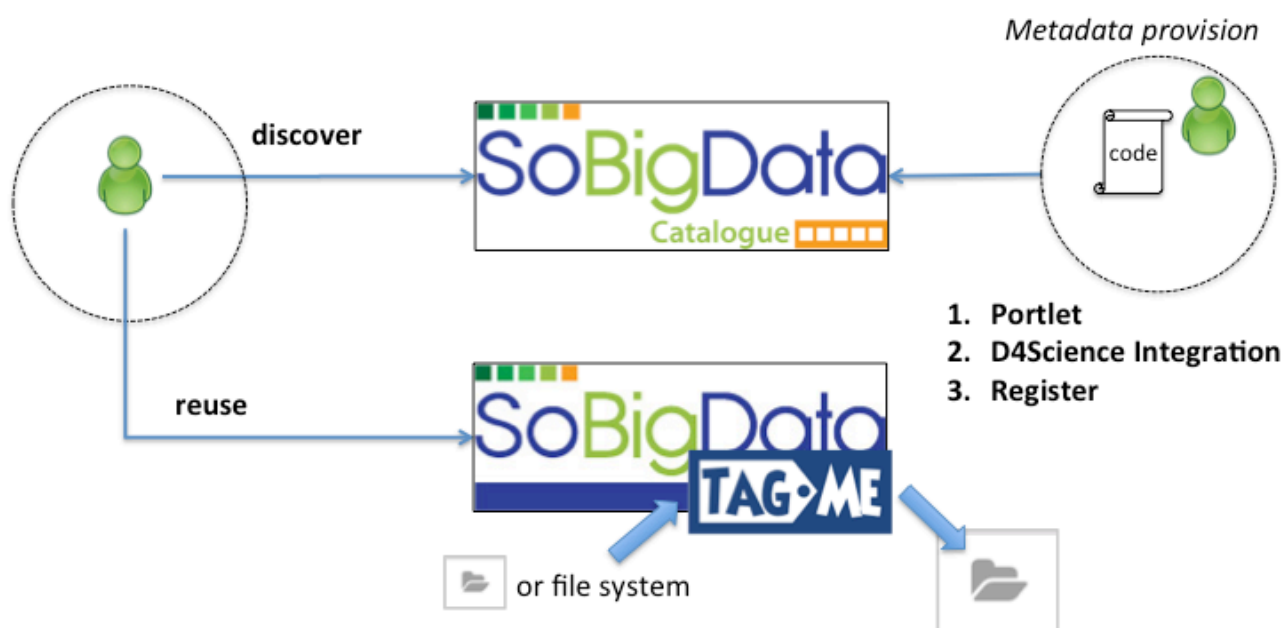 Metadata provision
discover
SoBigData
Catalogue
code
1. Portlet
2. D4Science Integration
3. Register
reuse
SoBigData
TAG ME
or file system